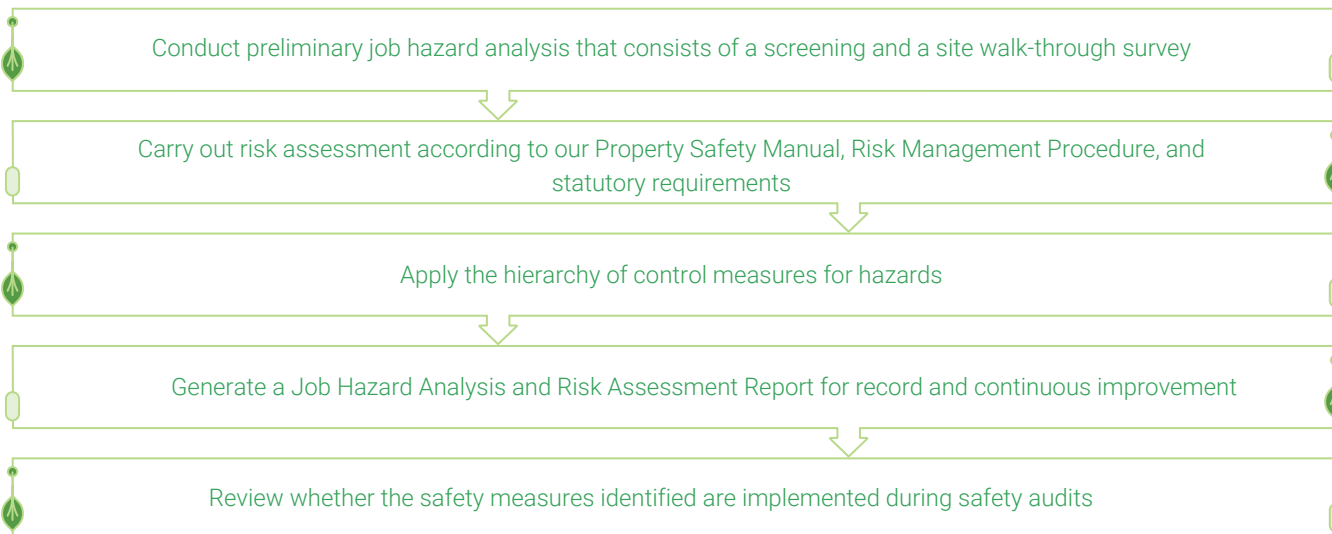 Conduct preliminary job hazard analysis that consists of a screening and a site walk-through survey
Carry out risk assessment according to our Property Safety Manual, Risk Management Procedure, and
statutory requirements
Apply the hierarchy of control measures for hazards
Generate a Job Hazard Analysis and Risk Assessment Report for record and continuous improvement
Review whether the safety measures identified are implemented during safety audits